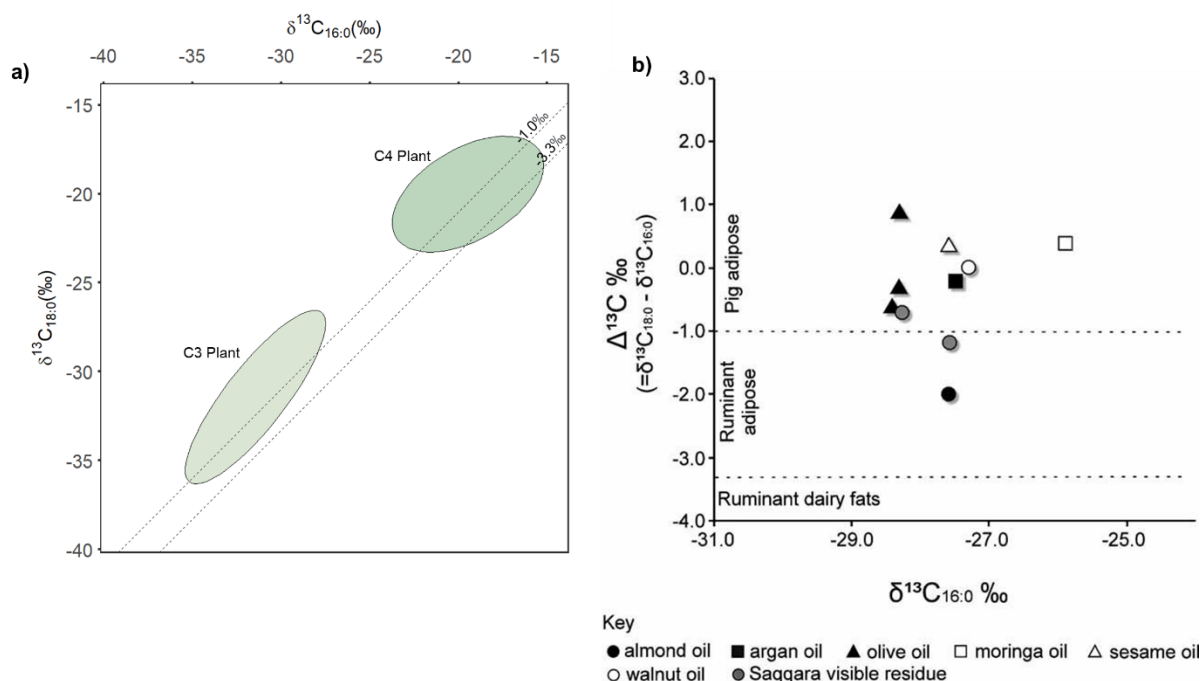 a)
δ¹³C₁₆:₀(‰)
-40 -35 -30 -25 -20 -15
δ¹³C₁₈:₀(‰)
-15
-20
-25
-30
-35
-40
C4 Plant
-1.0‰
-3.3‰
C3 Plant
b)
Δ¹³C ‰
(=δ¹³C₁₈:₀ - δ¹³C₁₆:₀)
3.0
2.0
1.0
0.0
-1.0
-2.0
-3.0
-4.0
Pig adipose
Ruminant
adipose
Ruminant dairy fats
-31.0 -29.0 -27.0 -25.0
δ¹³C₁₆:₀ ‰
Key
almond oil argan oil olive oil moringa oil sesame oil
walnut oil Saggara visible residue